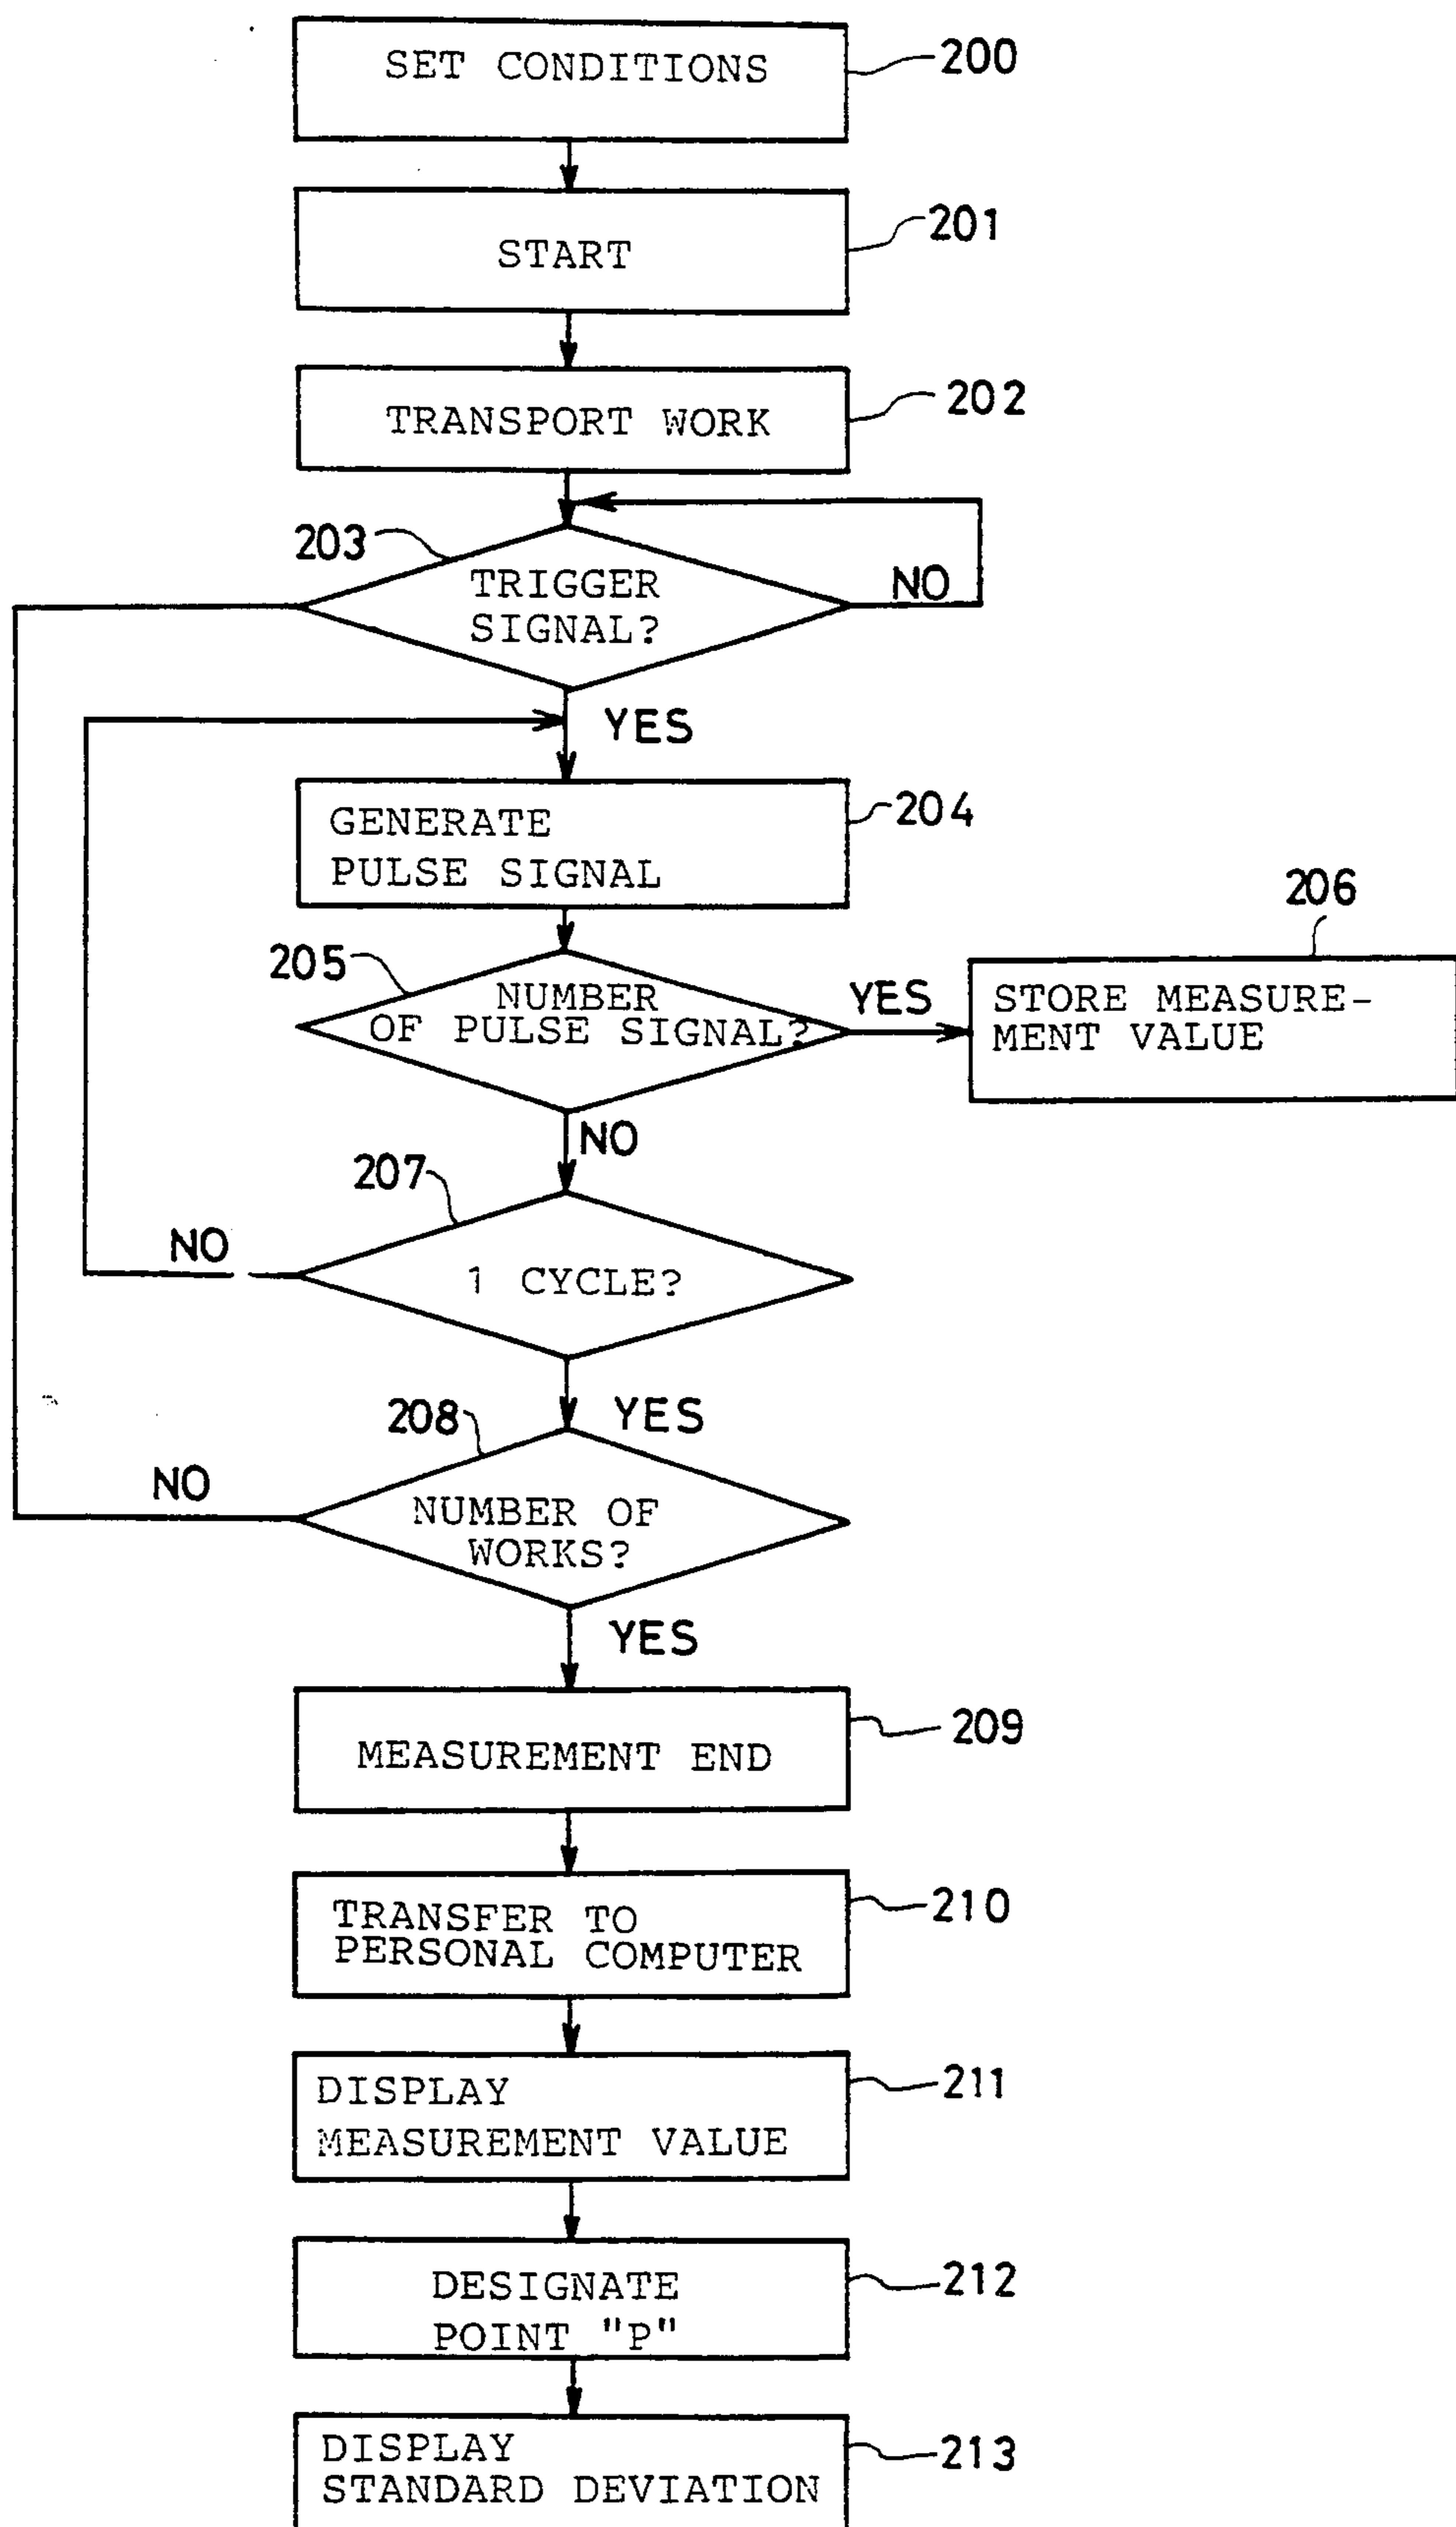 SET CONDITIONS
200
START
201
TRANSPORT WORK
202
203
TRIGGER
SIGNAL?
NO
YES
GENERATE
PULSE SIGNAL
204
205
NUMBER
OF PULSE SIGNAL?
YES
206
STORE MEASURE-
MENT VALUE
NO
207
1 CYCLE?
NO
YES
208
NUMBER OF
WORKS?
NO
YES
MEASUREMENT END
209
TRANSFER TO
PERSONAL COMPUTER
210
DISPLAY
MEASUREMENT VALUE
211
DESIGNATE
POINT "P"
212
DISPLAY
STANDARD DEVIATION
213